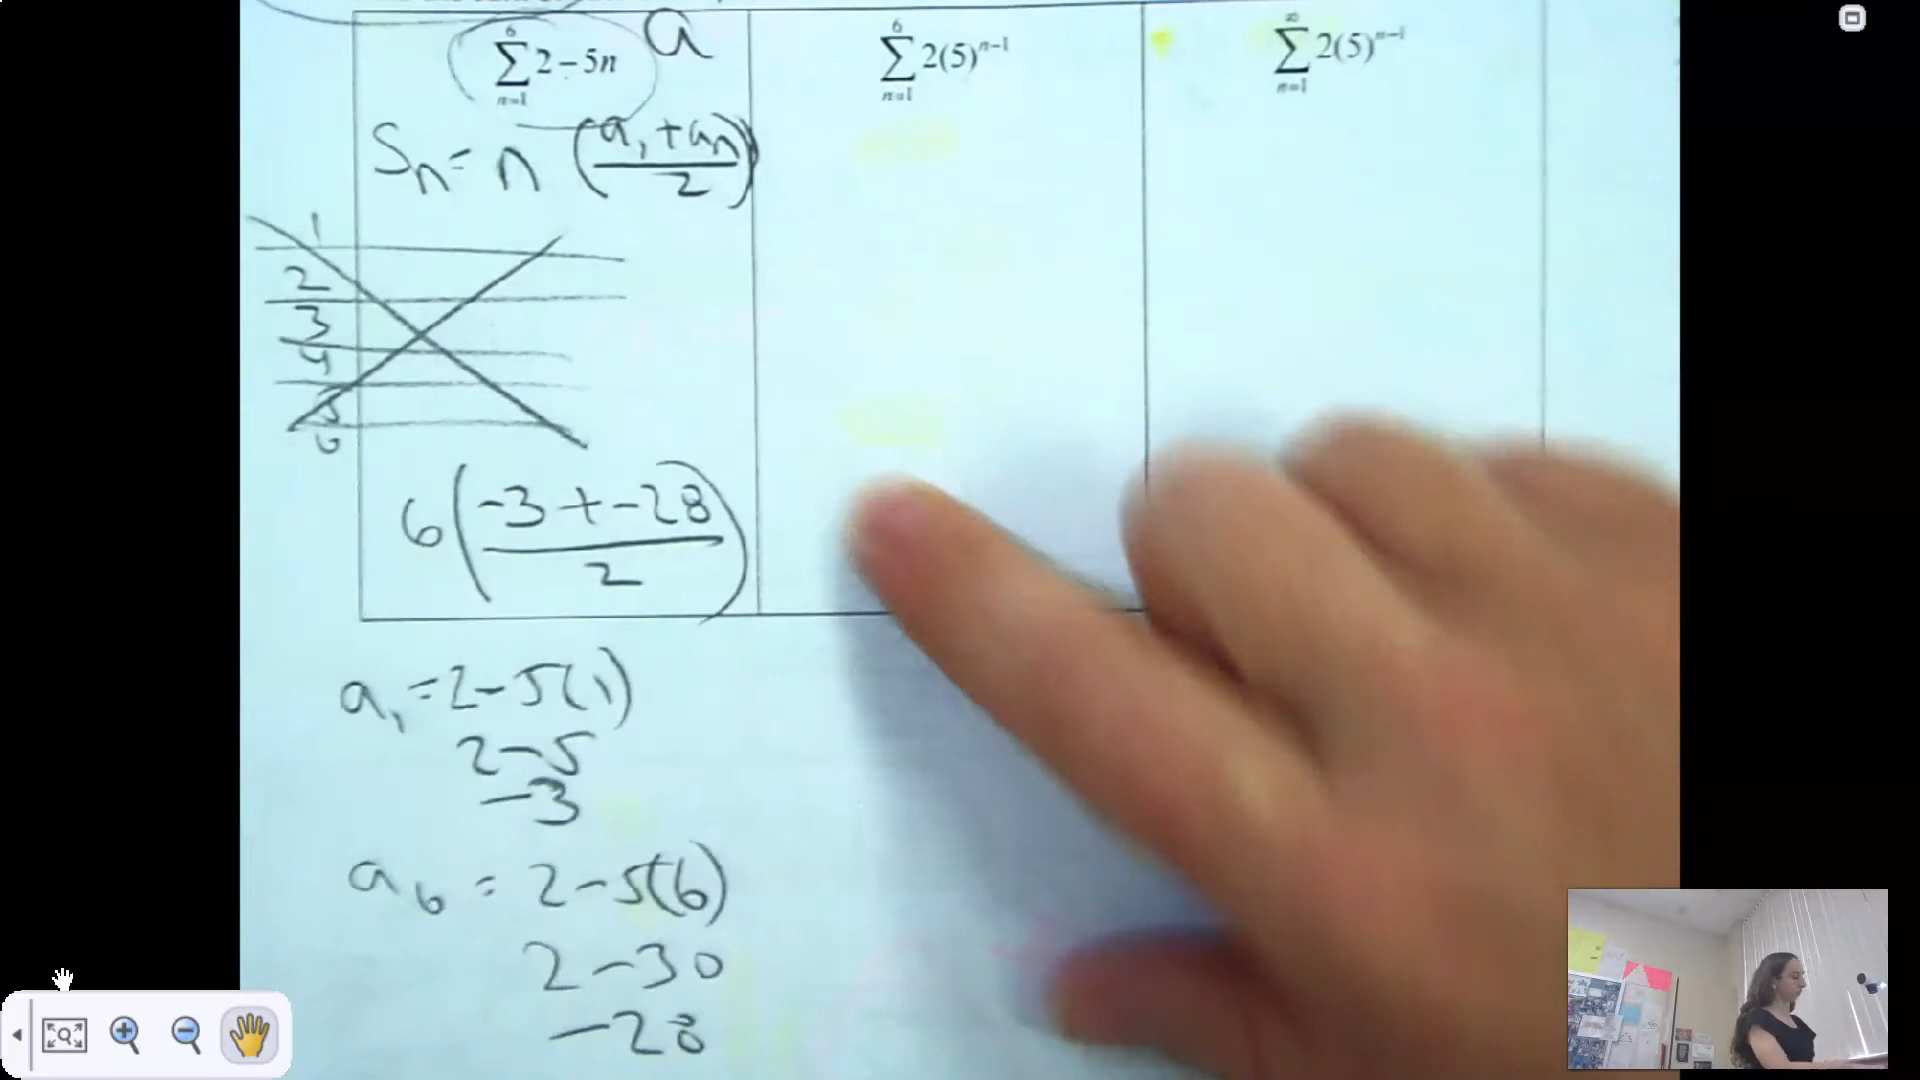 6
∑ 2 – 5n
n=1
a
Sn = n (a1 + an / 2)
1
2
3
4
5
6
6 (-3 + -28 / 2)
a1 = 2 - 5(1)
2 - 5
-3
a6 = 2 - 5(6)
2 - 30
-28
6
∑ 2(5)^n–1
n=1
∞
∑ 2(5)^n–1
n=1